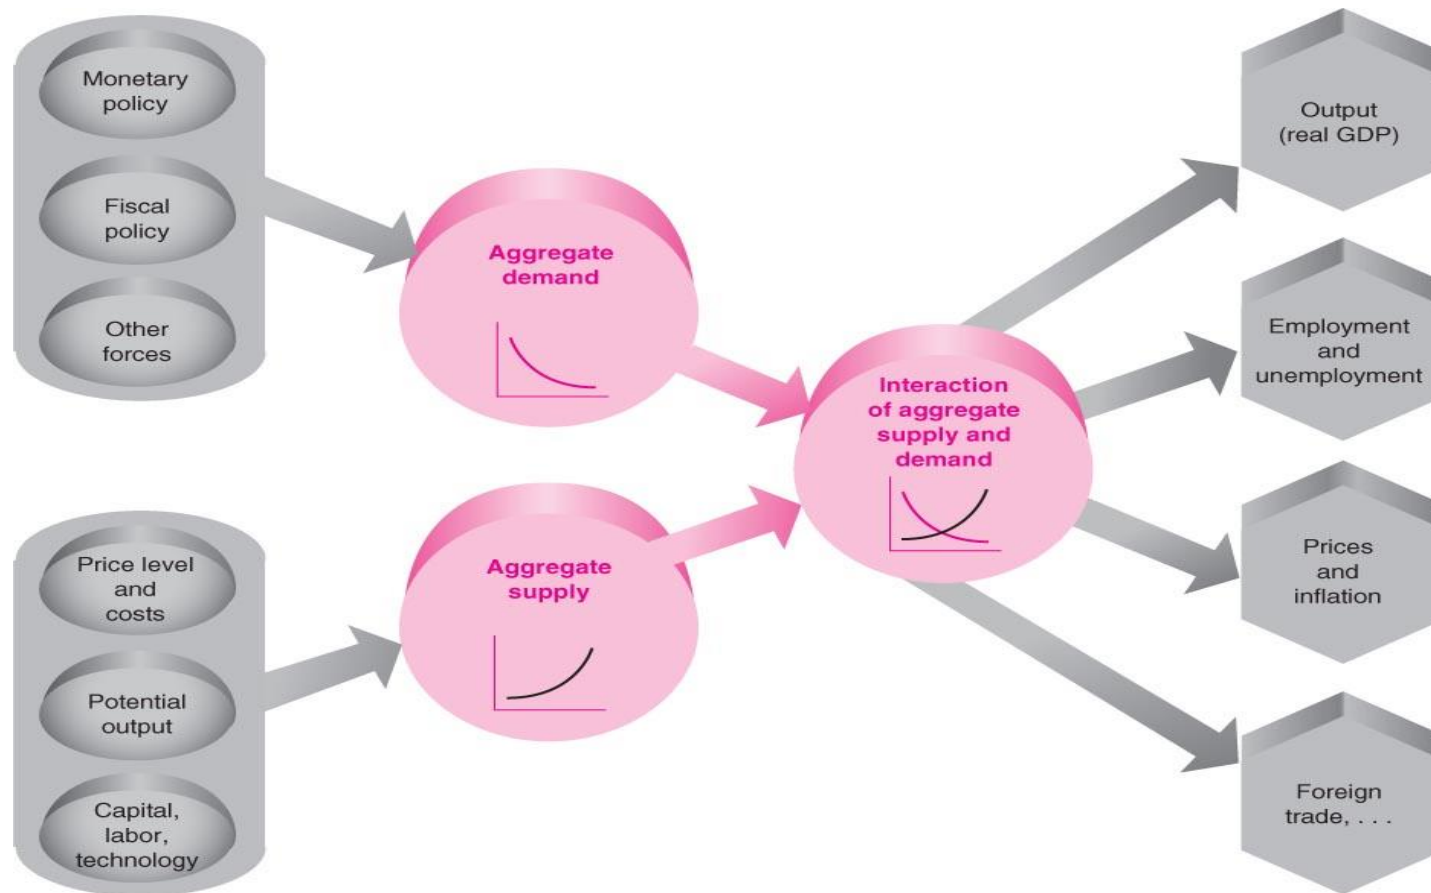 Monetary
policy
Fiscal
policy
Other
forces
Price level
and
costs
Potential
output
Capital,
labor,
technology
Aggregate
demand
Aggregate
supply
Interaction
of aggregate
supply and
demand
Output
(real GDP)
Employment
and
unemployment
Prices
and
inflation
Foreign
trade, . . .